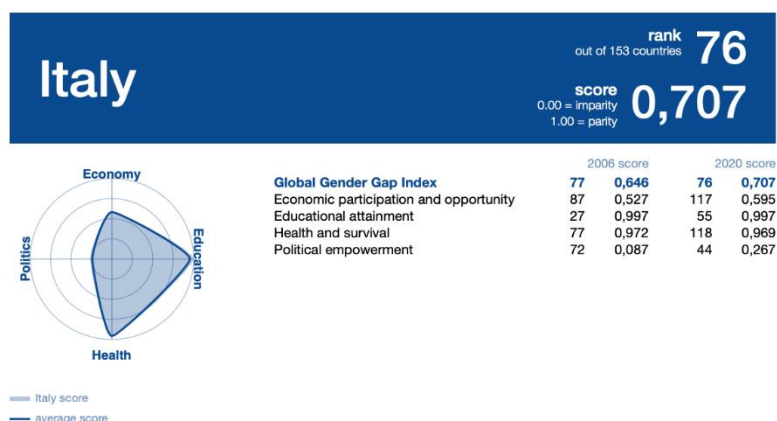 Italy
rank
out of 153 countries
76
score
0.00 = imparity
1.00 = parity
0,707
Economy
Education
Health
Politics
2006 score 2020 score
Global Gender Gap Index 77 0,646 76 0,707
Economic participation and opportunity 87 0,527 117 0,595
Educational attainment 27 0,997 55 0,997
Health and survival 77 0,972 118 0,969
Political empowerment 72 0,087 44 0,267
Italy score
average score